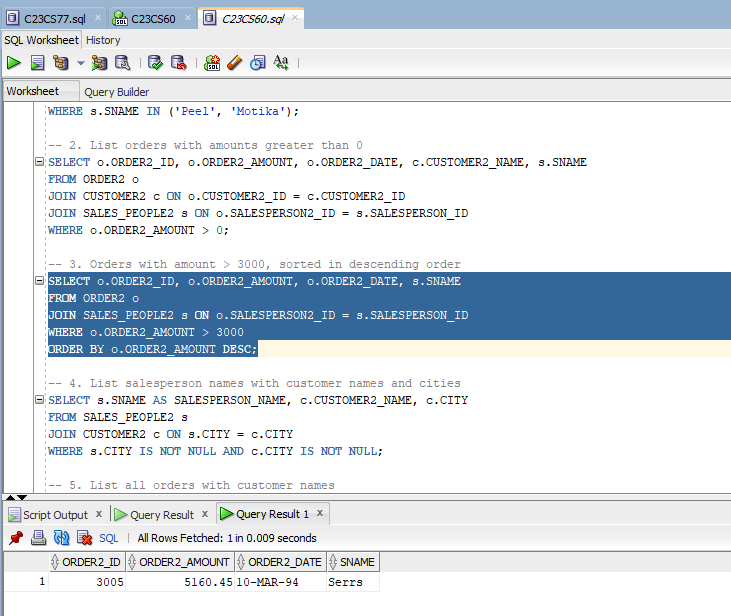 C23CS77.sql × C23CS60 × C23CS60.sql ×
SQL Worksheet History
SQL Aa
Worksheet Query Builder
WHERE s.SNAME IN ('Peel', 'Motika');
-- 2. List orders with amounts greater than 0
SELECT o.ORDER2_ID, o.ORDER2_AMOUNT, o.ORDER2_DATE, c.CUSTOMER2_NAME, s.SNAME
FROM ORDER2 o
JOIN CUSTOMER2 c ON o.CUSTOMER2_ID = c.CUSTOMER2_ID
JOIN SALES_PEOPLE2 s ON o.SALESPERSON2_ID = s.SALESPERSON_ID
WHERE o.ORDER2_AMOUNT > 0;
-- 3. Orders with amount > 3000, sorted in descending order
SELECT o.ORDER2_ID, o.ORDER2_AMOUNT, o.ORDER2_DATE, s.SNAME
FROM ORDER2 o
JOIN SALES_PEOPLE2 s ON o.SALESPERSON2_ID = s.SALESPERSON_ID
WHERE o.ORDER2_AMOUNT > 3000
ORDER BY o.ORDER2_AMOUNT DESC;
-- 4. List salesperson names with customer names and cities
SELECT s.SNAME AS SALESPERSON_NAME, c.CUSTOMER2_NAME, c.CITY
FROM SALES_PEOPLE2 s
JOIN CUSTOMER2 c ON s.CITY = c.CITY
WHERE s.CITY IS NOT NULL AND c.CITY IS NOT NULL;
-- 5. List all orders with customer names
Script Output × Query Result × Query Result 1 ×
SQL | All Rows Fetched: 1 in 0.009 seconds
ORDER2_ID ORDER2_AMOUNT ORDER2_DATE SNAME
1 3005 5160.45 10-MAR-94 Serrs